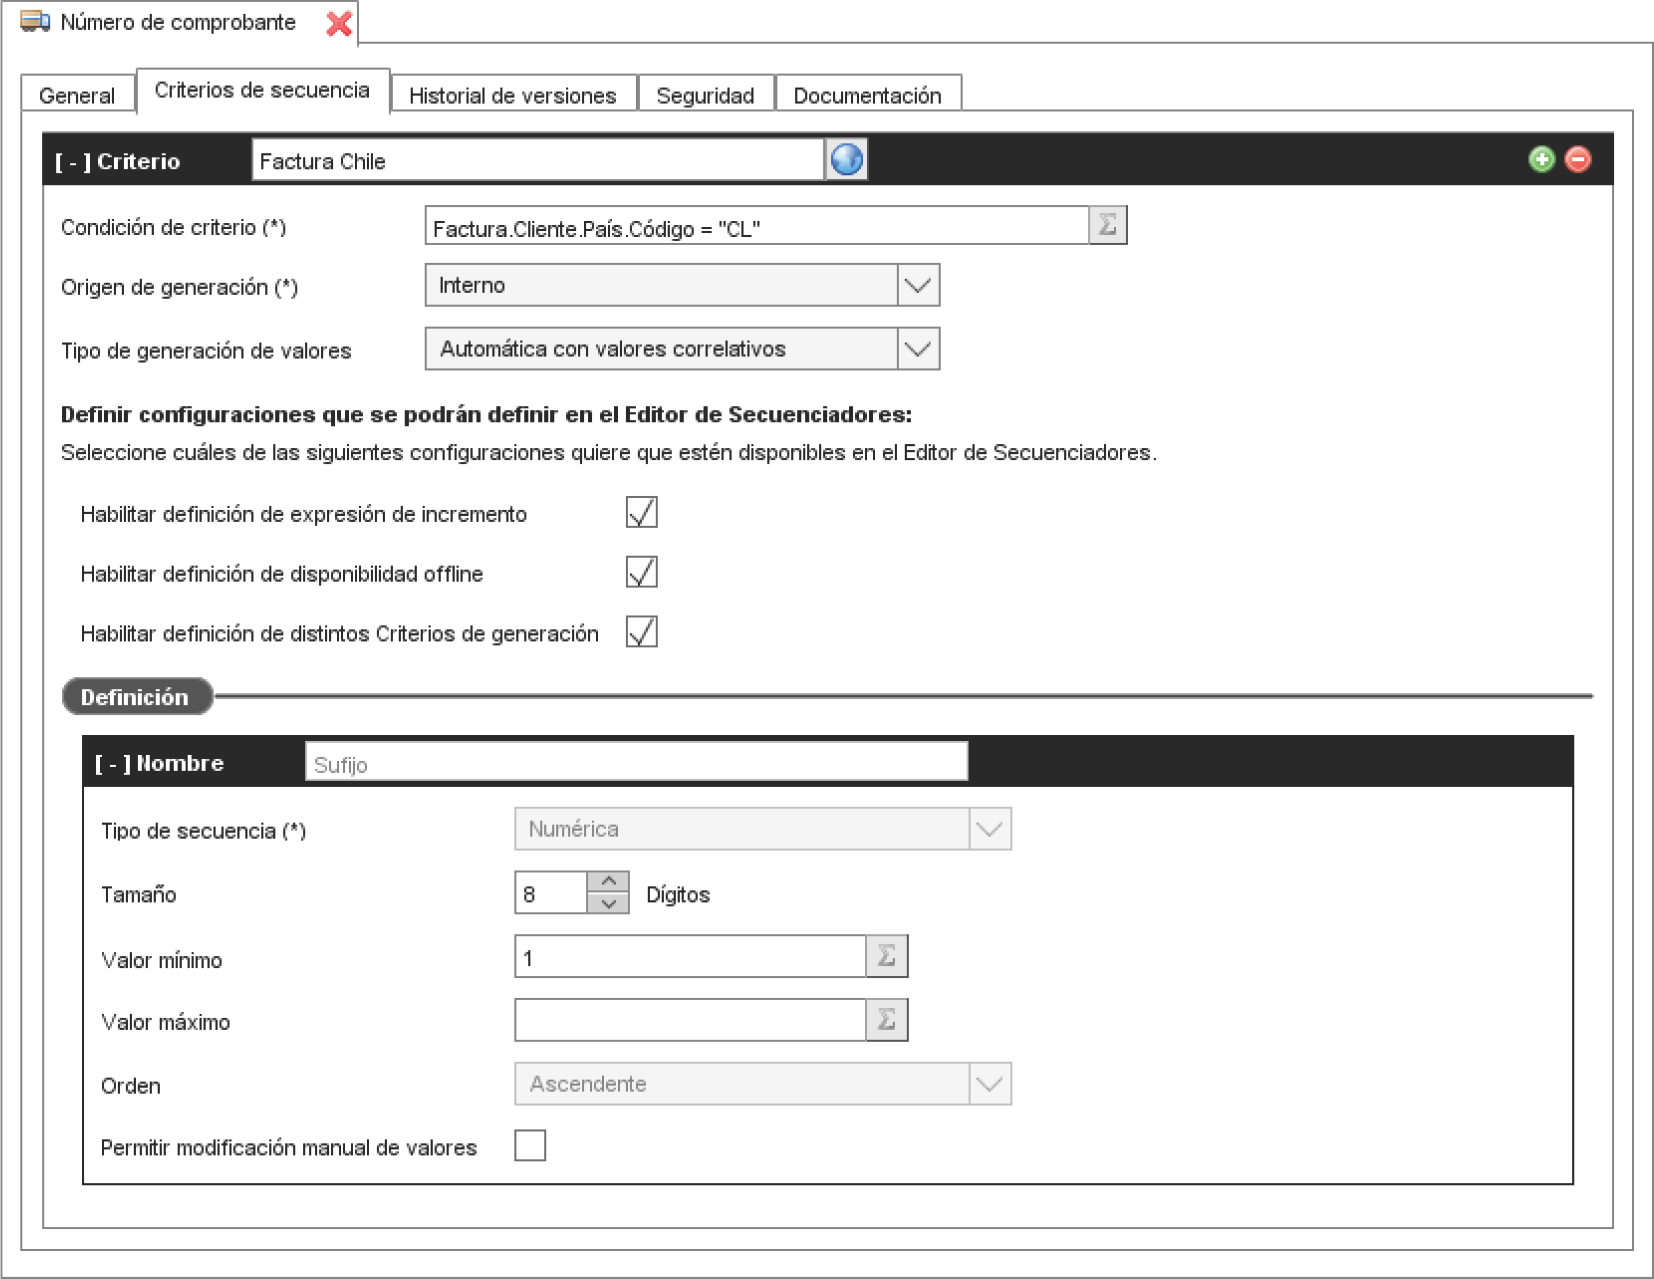 Número de comprobante
General Criterios de secuencia Historial de versiones Seguridad Documentación
[ - ] Criterio Factura Chile
Condición de criterio (*) Factura.Cliente.País.Código = "CL" Σ
Origen de generación (*) Interno
Tipo de generación de valores Automática con valores correlativos
Definir configuraciones que se podrán definir en el Editor de Secuenciadores:
Seleccione cuáles de las siguientes configuraciones quiere que estén disponibles en el Editor de Secuenciadores.
Habilitar definición de expresión de incremento
Habilitar definición de disponibilidad offline
Habilitar definición de distintos Criterios de generación
Definición
[ - ] Nombre Sufijo
Tipo de secuencia (*) Numérica
Tamaño 8 Dígitos
Valor mínimo 1 Σ
Valor máximo Σ
Orden Ascendente
Permitir modificación manual de valores